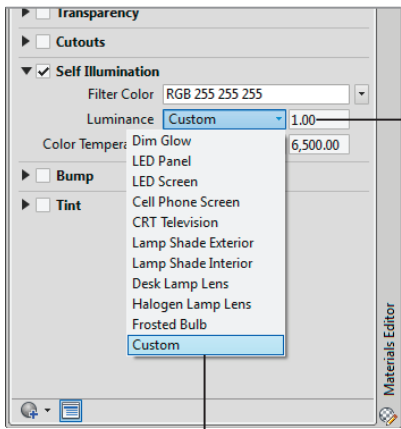 Transparency
Cutouts
Self Illumination
Filter Color RGB 255 255 255
Luminance Custom 1.00
Color Tempera 6,500.00
Dim Glow
LED Panel
LED Screen
Bump
Cell Phone Screen
Tint
CRT Television
Lamp Shade Exterior
Lamp Shade Interior
Desk Lamp Lens
Halogen Lamp Lens
Frosted Bulb
Custom
Materials Editor